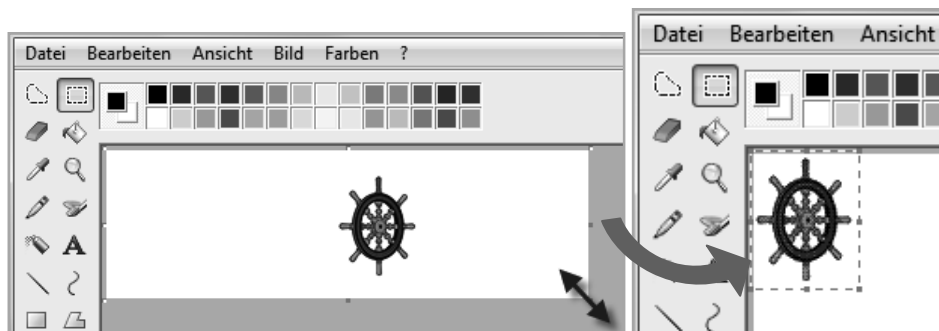 Datei Bearbeiten Ansicht Bild Farben ?
A
Datei Bearbeiten Ansicht